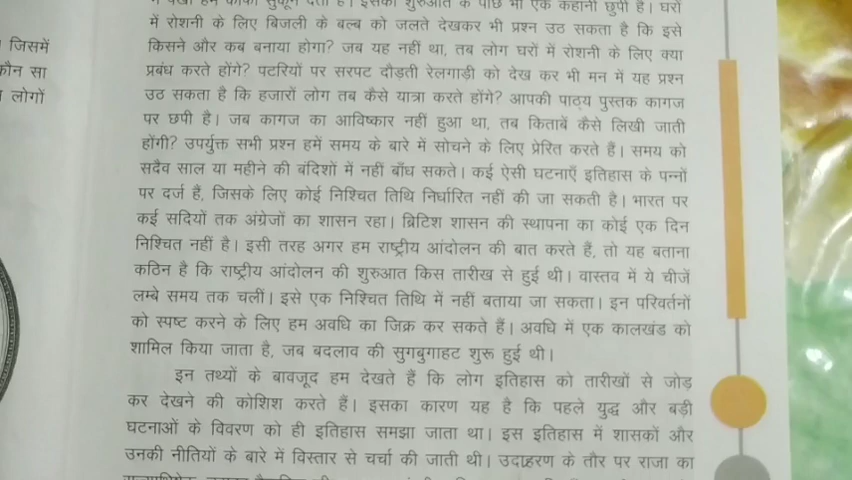 जिसमें
कौन सा
लोगों
में रोशनी के लिए बिजली के बल्ब को जलते देखकर भी प्रश्न उठ सकता है कि इसे
किसने और कब बनाया होगा? जब यह नहीं था, तब लोग घरों में रोशनी के लिए क्या
प्रबंध करते होंगे? पटरियों पर सरपट दौड़ती रेलगाड़ी को देख कर भी मन में यह प्रश्न
उठ सकता है कि हजारों लोग तब कैसे यात्रा करते होंगे? आपकी पाठ्य पुस्तक कागज
पर छपी है। जब कागज का आविष्कार नहीं हुआ था, तब किताबें कैसे लिखी जाती
होंगी? उपर्युक्त सभी प्रश्न हमें समय के बारे में सोचने के लिए प्रेरित करते हैं। समय को
सदैव साल या महीने की बंदिशों में नहीं बाँध सकते। कई ऐसी घटनाएँ इतिहास के पन्नों
पर दर्ज हैं, जिसके लिए कोई निश्चित तिथि निर्धारित नहीं की जा सकती है। भारत पर
कई सदियों तक अंग्रेजों का शासन रहा। ब्रिटिश शासन की स्थापना का कोई एक दिन
निश्चित नहीं है। इसी तरह अगर हम राष्ट्रीय आंदोलन की बात करते हैं, तो यह बताना
कठिन है कि राष्ट्रीय आंदोलन की शुरुआत किस तारीख से हुई थी। वास्तव में ये चीजें
लम्बे समय तक चलीं। इसे एक निश्चित तिथि में नहीं बताया जा सकता। इन परिवर्तनों
को स्पष्ट करने के लिए हम अवधि का जिक्र कर सकते हैं। अवधि में एक कालखंड को
शामिल किया जाता है, जब बदलाव की सुगबुगाहट शुरू हुई थी।
इन तथ्यों के बावजूद हम देखते हैं कि लोग इतिहास को तारीखों से जोड़
कर देखने की कोशिश करते हैं। इसका कारण यह है कि पहले युद्ध और बड़ी
घटनाओं के विवरण को ही इतिहास समझा जाता था। इस इतिहास में शासकों और
उनकी नीतियों के बारे में विस्तार से चर्चा की जाती थी। उदाहरण के तौर पर राजा का